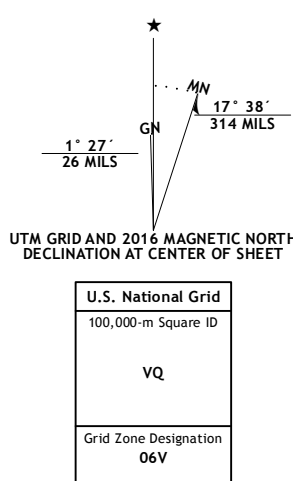 MN
GN
17° 38´
314 MILS
1° 27´
26 MILS
UTM GRID AND 2016 MAGNETIC NORTH
DECLINATION AT CENTER OF SHEET
U.S. National Grid
100,000-m Square ID
VQ
Grid Zone Designation
06V